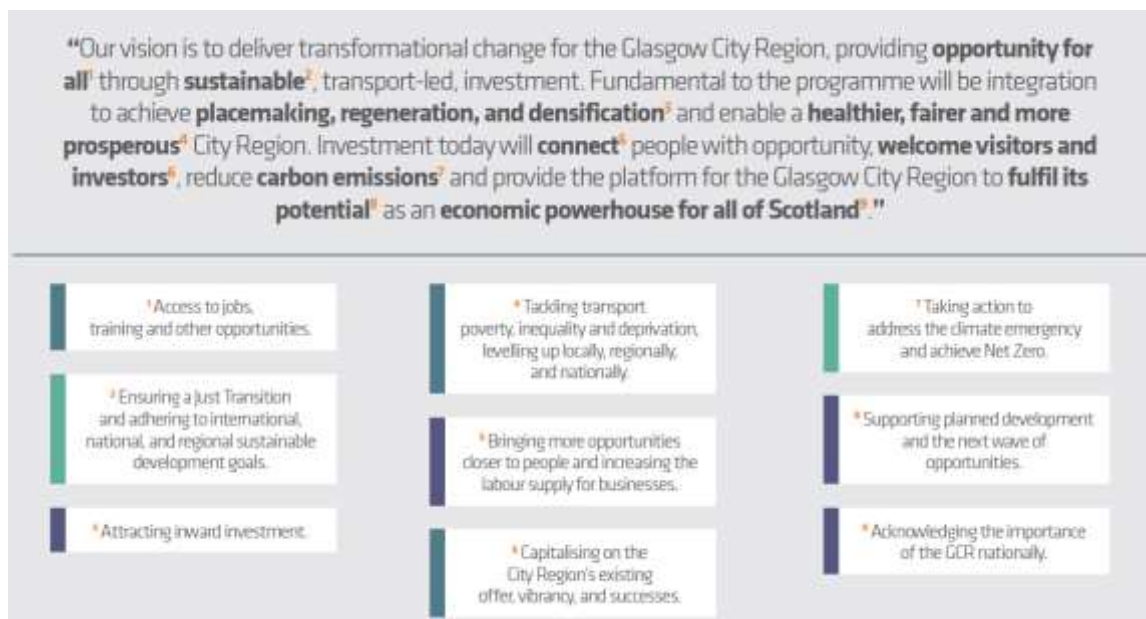 “Our vision is to deliver transformational change for the Glasgow City Region, providing opportunity for
all¹ through sustainable², transport-led, investment. Fundamental to the programme will be integration
to achieve placemaking, regeneration, and densification³ and enable a healthier, fairer and more
prosperous⁴ City Region. Investment today will connect⁵ people with opportunity, welcome visitors and
investors⁶, reduce carbon emissions⁷ and provide the platform for the Glasgow City Region to fulfil its
potential⁸ as an economic powerhouse for all of Scotland⁹.”
¹ Access to jobs,
training and other opportunities.
² Ensuring a Just Transition
and adhering to international,
national, and regional sustainable
development goals.
³ Attracting inward investment.
⁴ Tackling transport
poverty, inequality and deprivation,
levelling up locally, regionally,
and nationally.
⁵ Bringing more opportunities
closer to people and increasing the
labour supply for businesses.
⁶ Capitalising on the
City Region's existing
offer, vibrancy, and successes.
⁷ Taking action to
address the climate emergency
and achieve Net Zero.
⁸ Supporting planned development
and the next wave of
opportunities.
⁹ Acknowledging the importance
of the GCR nationally.